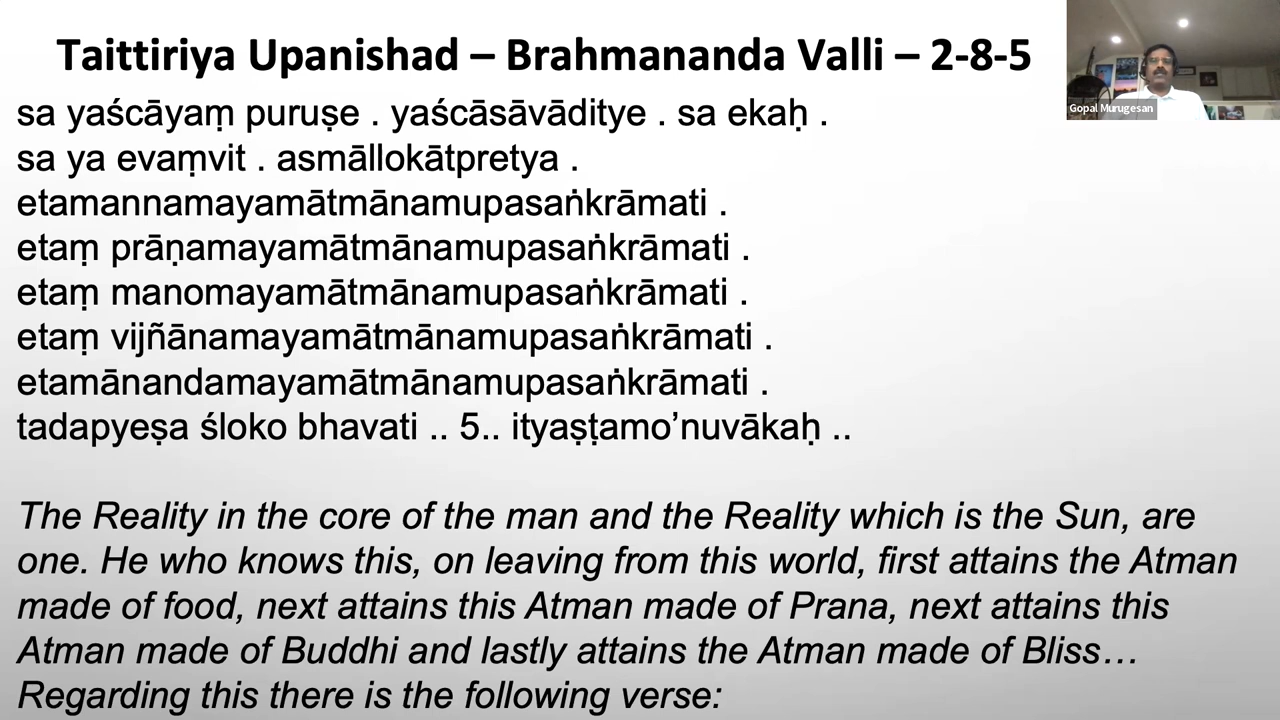 Taittiriya Upanishad – Brahmananda Valli – 2-8-5
Gopal Murugesan
sa yaścāyaṃ puruṣe . yaścāsāvāditye . sa ekaḥ .
sa ya evaṃvit . asmāllokātpretya .
etamannamayamātmānamupasaṅkrāmati .
etaṃ prāṇamayamātmānamupasaṅkrāmati .
etaṃ manomayamātmānamupasaṅkrāmati .
etaṃ vijñānamayamātmānamupasaṅkrāmati .
etamānandamayamātmānamupasaṅkrāmati .
tadapyeṣa śloko bhavati .. 5.. ityaṣṭamo’nuvākaḥ ..
The Reality in the core of the man and the Reality which is the Sun, are
one. He who knows this, on leaving from this world, first attains the Atman
made of food, next attains this Atman made of Prana, next attains this
Atman made of Buddhi and lastly attains the Atman made of Bliss…
Regarding this there is the following verse: